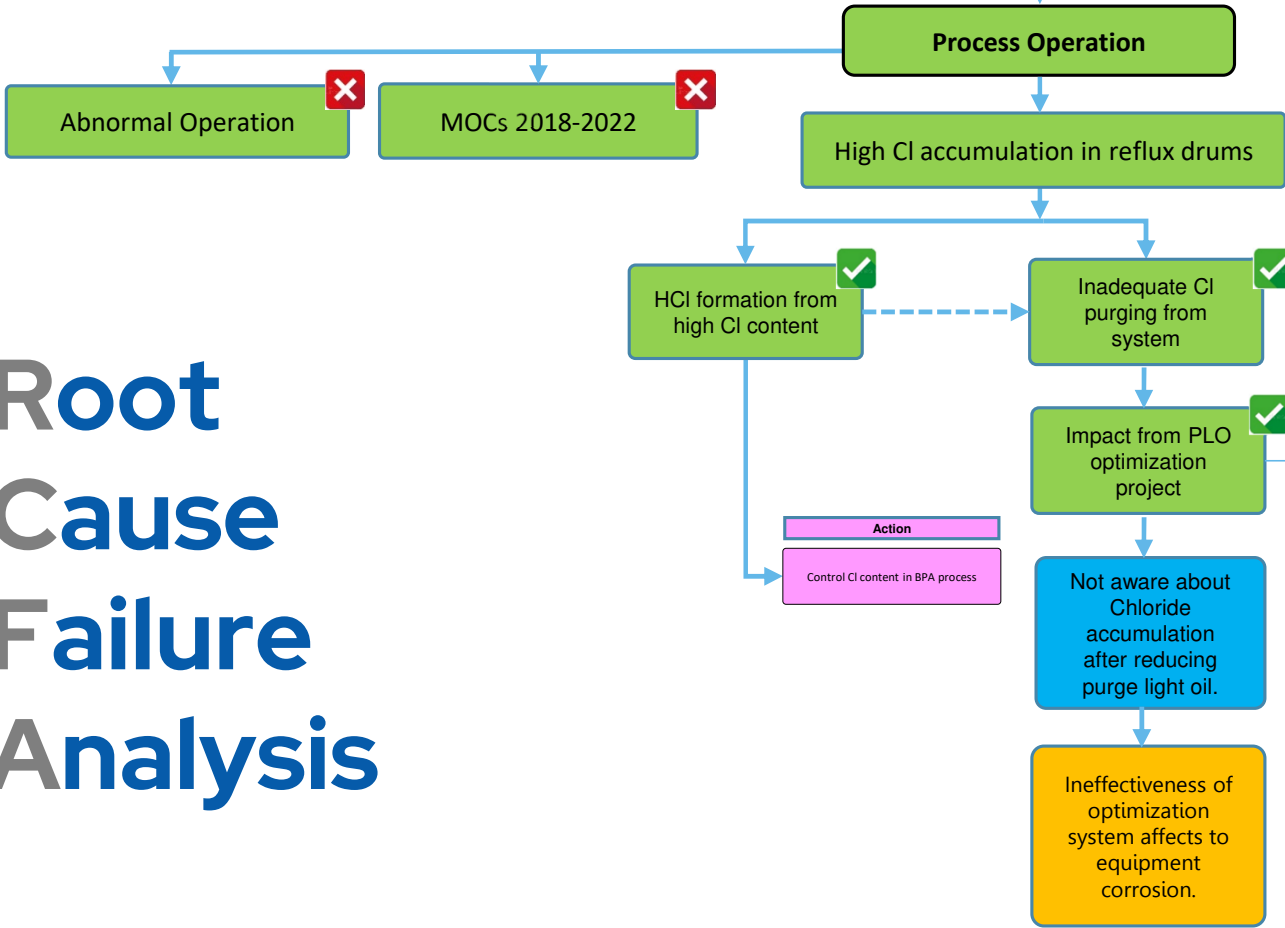 Process Operation
Abnormal Operation
MOCs 2018-2022
High Cl accumulation in reflux drums
HCl formation from
high Cl content
Inadequate Cl
purging from
system
Impact from PLO
optimization
project
Action
Control Cl content in BPA process
Not aware about
Chloride
accumulation
after reducing
purge light oil.
Ineffectiveness of
optimization
system affects to
equipment
corrosion.
Root
Cause
Failure
Analysis